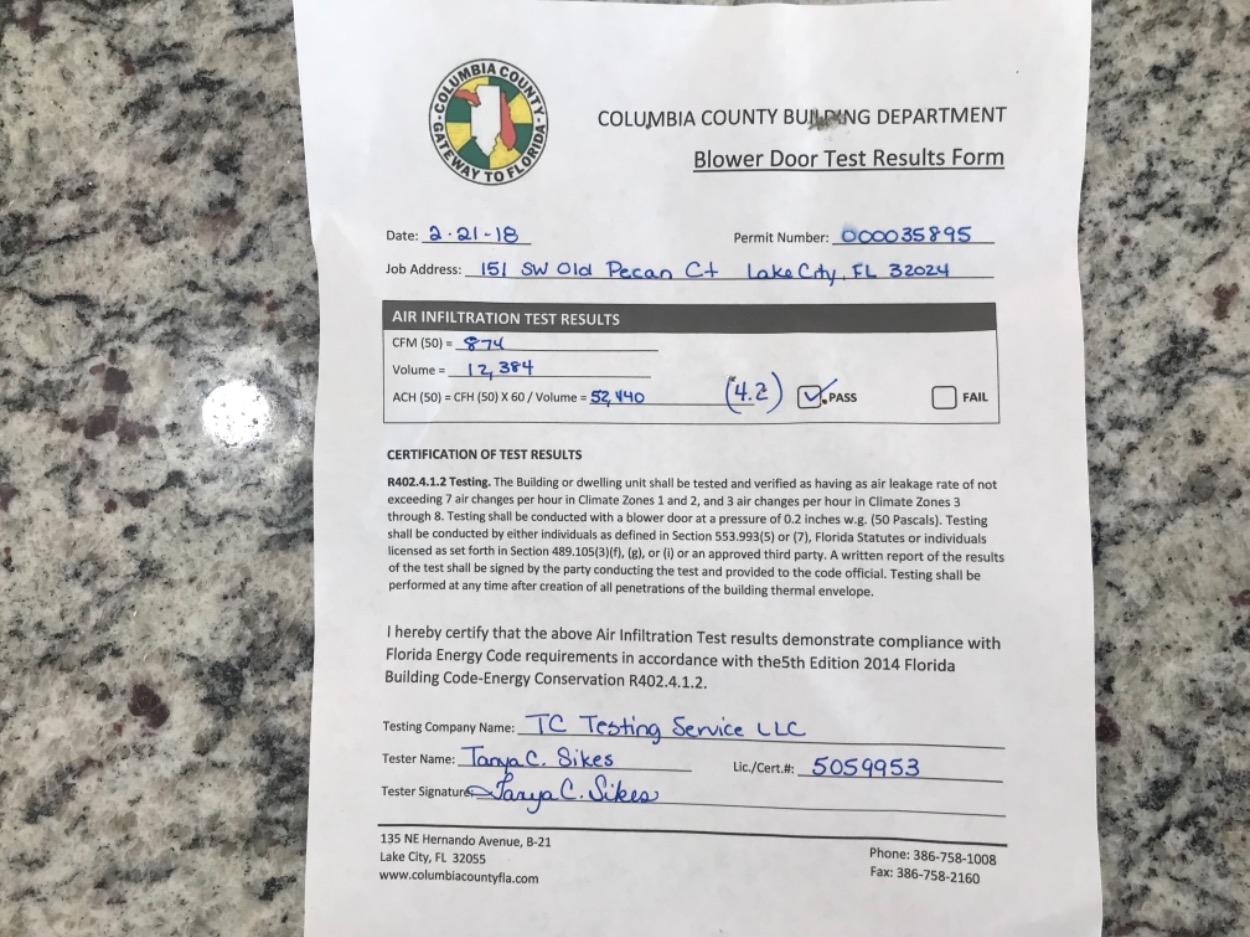 COLUMBIA COUNTY
GATEWAY TO FLORIDA
COLUMBIA COUNTY BUILDING DEPARTMENT
Blower Door Test Results Form
Date: 2-21-18 Permit Number: 000035895
Job Address: 151 SW Old Pecan Ct Lake City, FL 32024
AIR INFILTRATION TEST RESULTS
CFM (50) = 874
Volume = 12,384
ACH (50) = CFH (50) X 60 / Volume = 52,440 (4.2) PASS FAIL
CERTIFICATION OF TEST RESULTS
R402.4.1.2 Testing. The Building or dwelling unit shall be tested and verified as having as air leakage rate of not
exceeding 7 air changes per hour in Climate Zones 1 and 2, and 3 air changes per hour in Climate Zones 3
through 8. Testing shall be conducted with a blower door at a pressure of 0.2 inches w.g. (50 Pascals). Testing
shall be conducted by either individuals as defined in Section 553.993(5) or (7), Florida Statutes or individuals
licensed as set forth in Section 489.105(3)(f), (g), or (i) or an approved third party. A written report of the results
of the test shall be signed by the party conducting the test and provided to the code official. Testing shall be
performed at any time after creation of all penetrations of the building thermal envelope.
I hereby certify that the above Air Infiltration Test results demonstrate compliance with
Florida Energy Code requirements in accordance with the5th Edition 2014 Florida
Building Code-Energy Conservation R402.4.1.2.
Testing Company Name: TC Testing Service LLC
Tester Name: Tanya C. Sikes Lic./Cert.#: 5059953
Tester Signature: Tanya C. Sikes
135 NE Hernando Avenue, B-21
Lake City, FL 32055
www.columbiacountyfla.com
Phone: 386-758-1008
Fax: 386-758-2160